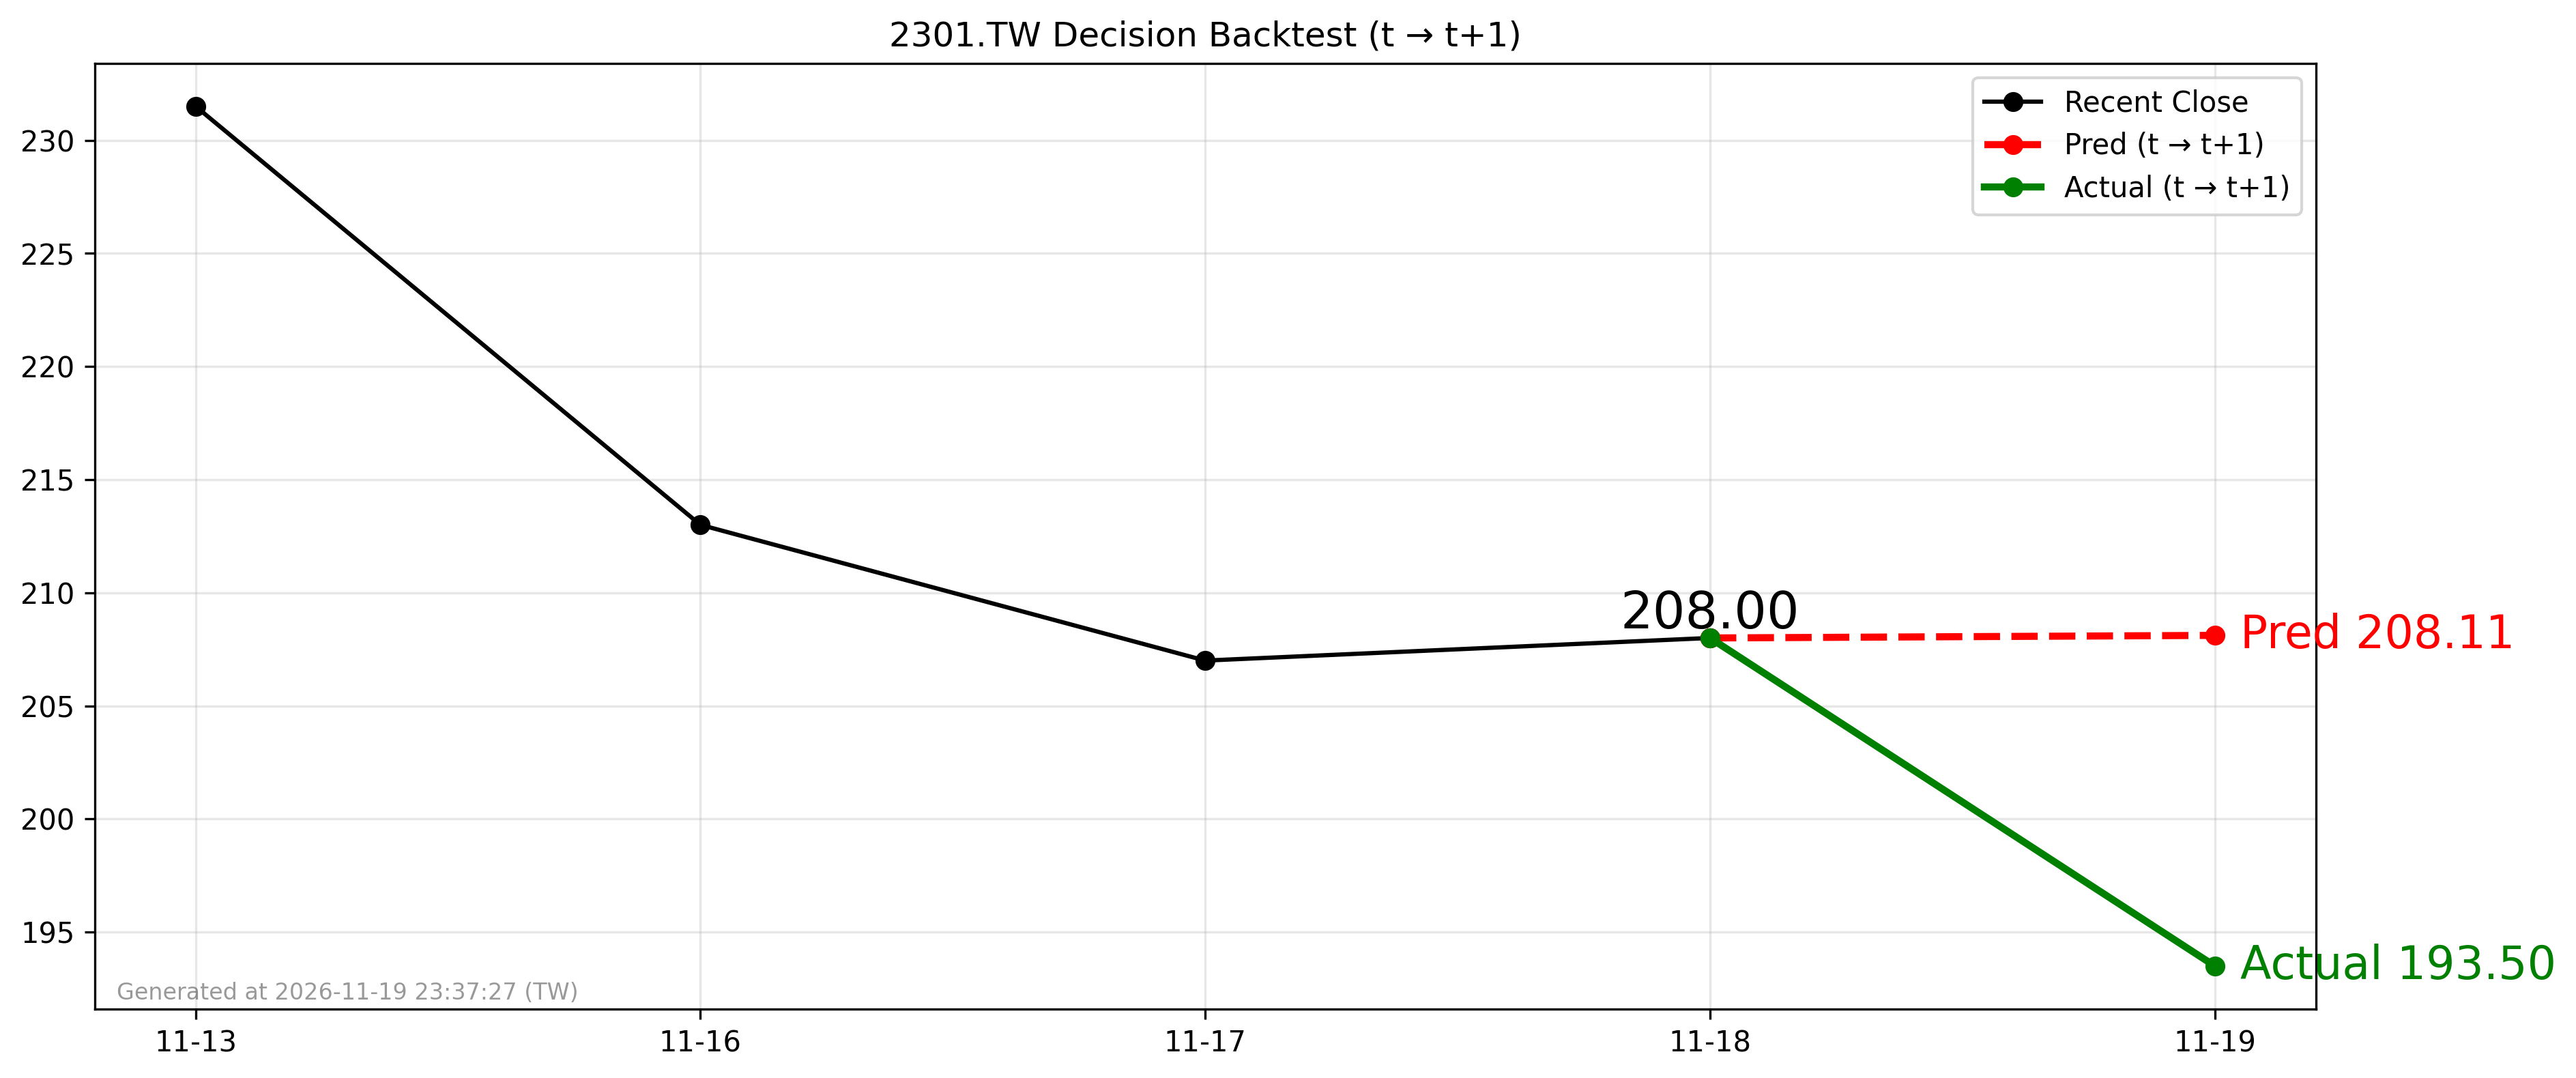 2301.TW Decision Backtest (t → t+1)
Recent Close
Pred (t → t+1)
Actual (t → t+1)
230
225
220
215
210
205
200
195
208.00
Pred 208.11
Actual 193.50
Generated at 2026-11-19 23:37:27 (TW)
11-13
11-16
11-17
11-18
11-19